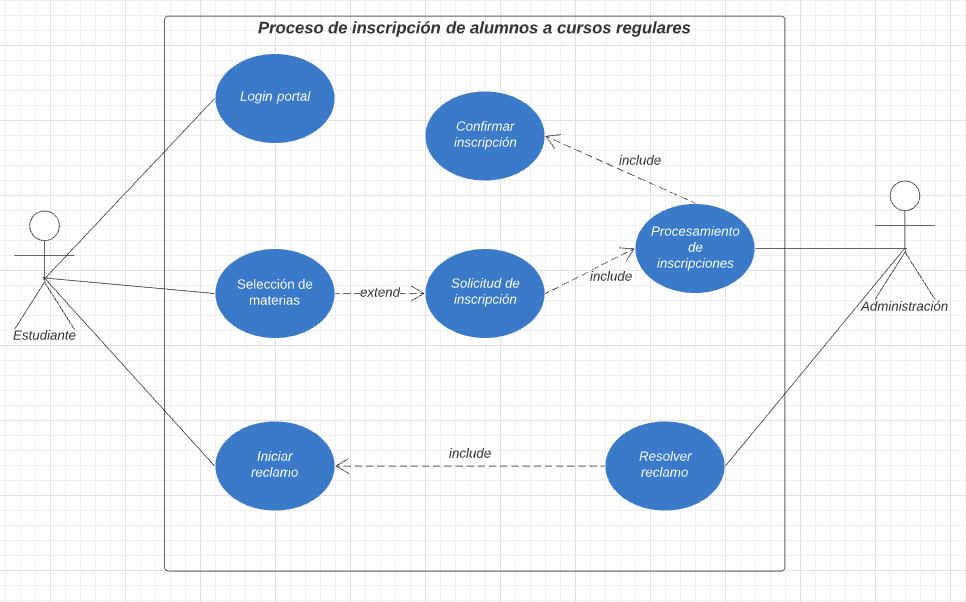 Proceso de inscripción de alumnos a cursos regulares
Login portal
Confirmar
inscripción
include
Procesamiento
de
inscripciones
Selección de
materias
extend
Solicitud de
inscripción
include
Estudiante
Administración
Iniciar
reclamo
include
Resolver
reclamo